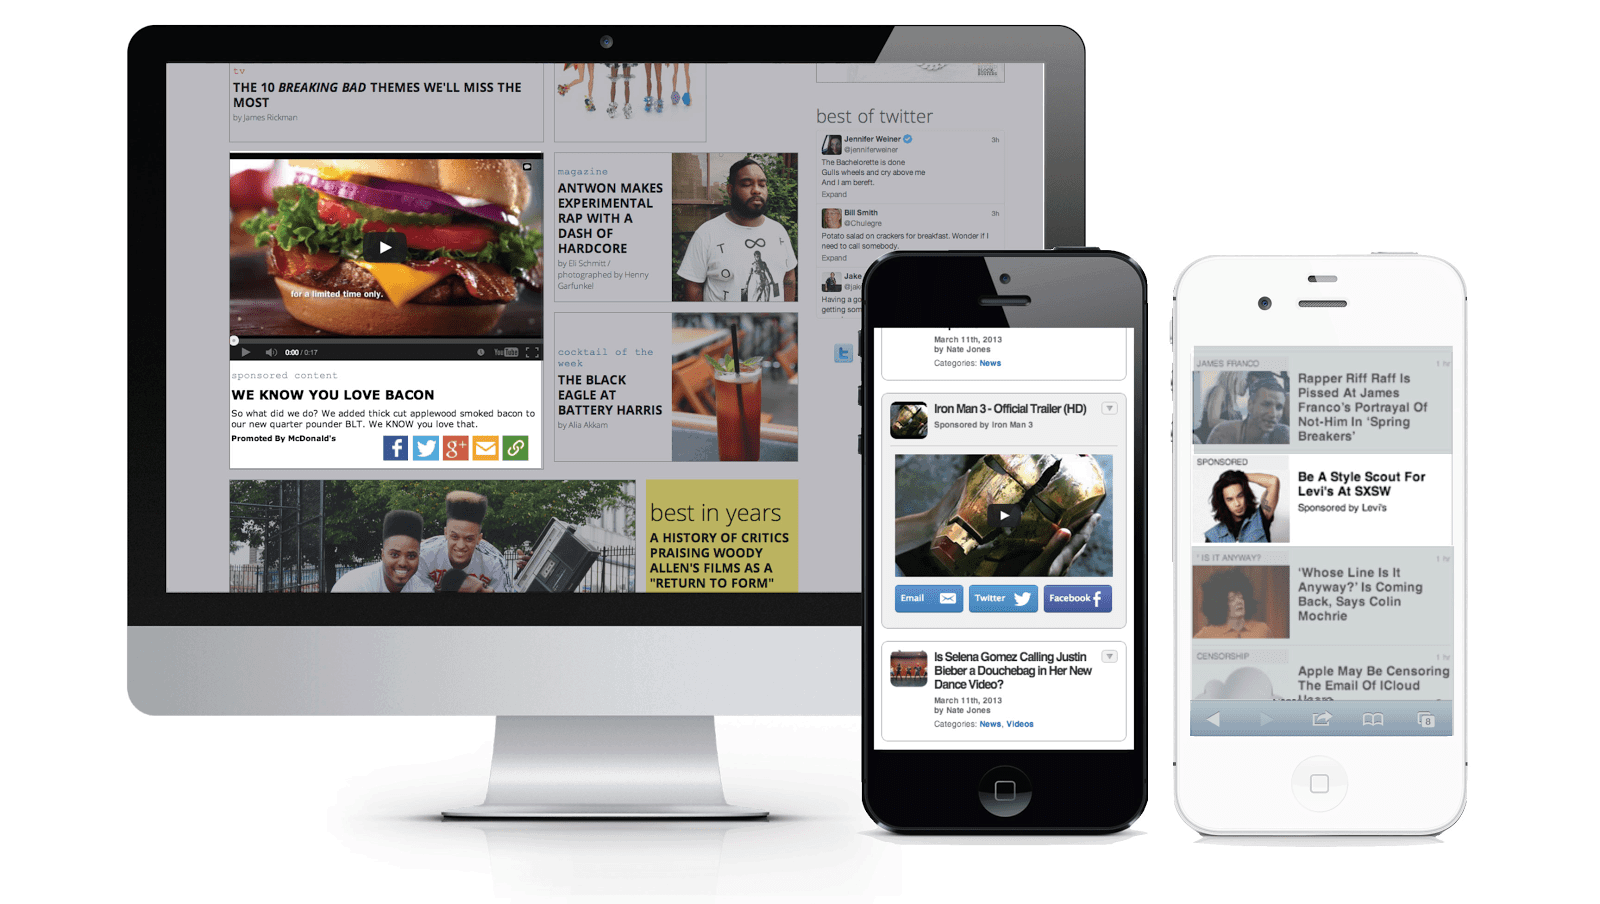 tv
THE 10 BREAKING BAD THEMES WE'LL MISS THE
MOST
by James Rickman
for a limited time only.
0:00 / 0:17
YouTube
sponsored content
WE KNOW YOU LOVE BACON
So what did we do? We added thick cut applewood smoked bacon to
our new quarter pounder BLT. We KNOW you love that.
Promoted By McDonald's
magazine
ANTWON MAKES
EXPERIMENTAL
RAP WITH A
DASH OF
HARDCORE
by Eli Schmitt /
photographed by Henny
Garfunkel
cocktail of the
week
THE BLACK
EAGLE AT
BATTERY HARRIS
by Alia Akkam
best in years
A HISTORY OF CRITICS
PRAISING WOODY
ALLEN'S FILMS AS A
"RETURN TO FORM"
best of twitter
Jennifer Weiner 3h
@jenniferweiner
The Bachelorette is done
Gulls wheels and cry above me
And I am bereft.
Expand
Bill Smith 3h
@Chulegre
Potato salad on crackers for breakfast. Wonder if I
need to call somebody.
Expand
Jake
@jak
Having a go
getting som
March 11th, 2013
by Nate Jones
Categories: News
Iron Man 3 - Official Trailer (HD)
Sponsored by Iron Man 3
Email
Twitter
Facebook
Is Selena Gomez Calling Justin
Bieber a Douchebag in Her New
Dance Video?
March 11th, 2013
by Nate Jones
Categories: News, Videos
JAMES FRANCO 1 hr
Rapper Riff Raff Is
Pissed At James
Franco's Portrayal Of
Not-Him In 'Spring
Breakers'
SPONSORED
Be A Style Scout For
Levi's At SXSW
Sponsored by Levi's
' IS IT ANYWAY? 1 hr
'Whose Line Is It
Anyway?' Is Coming
Back, Says Colin
Mochrie
CENSORSHIP 1 hr
Apple May Be Censoring
The Email Of ICloud
8